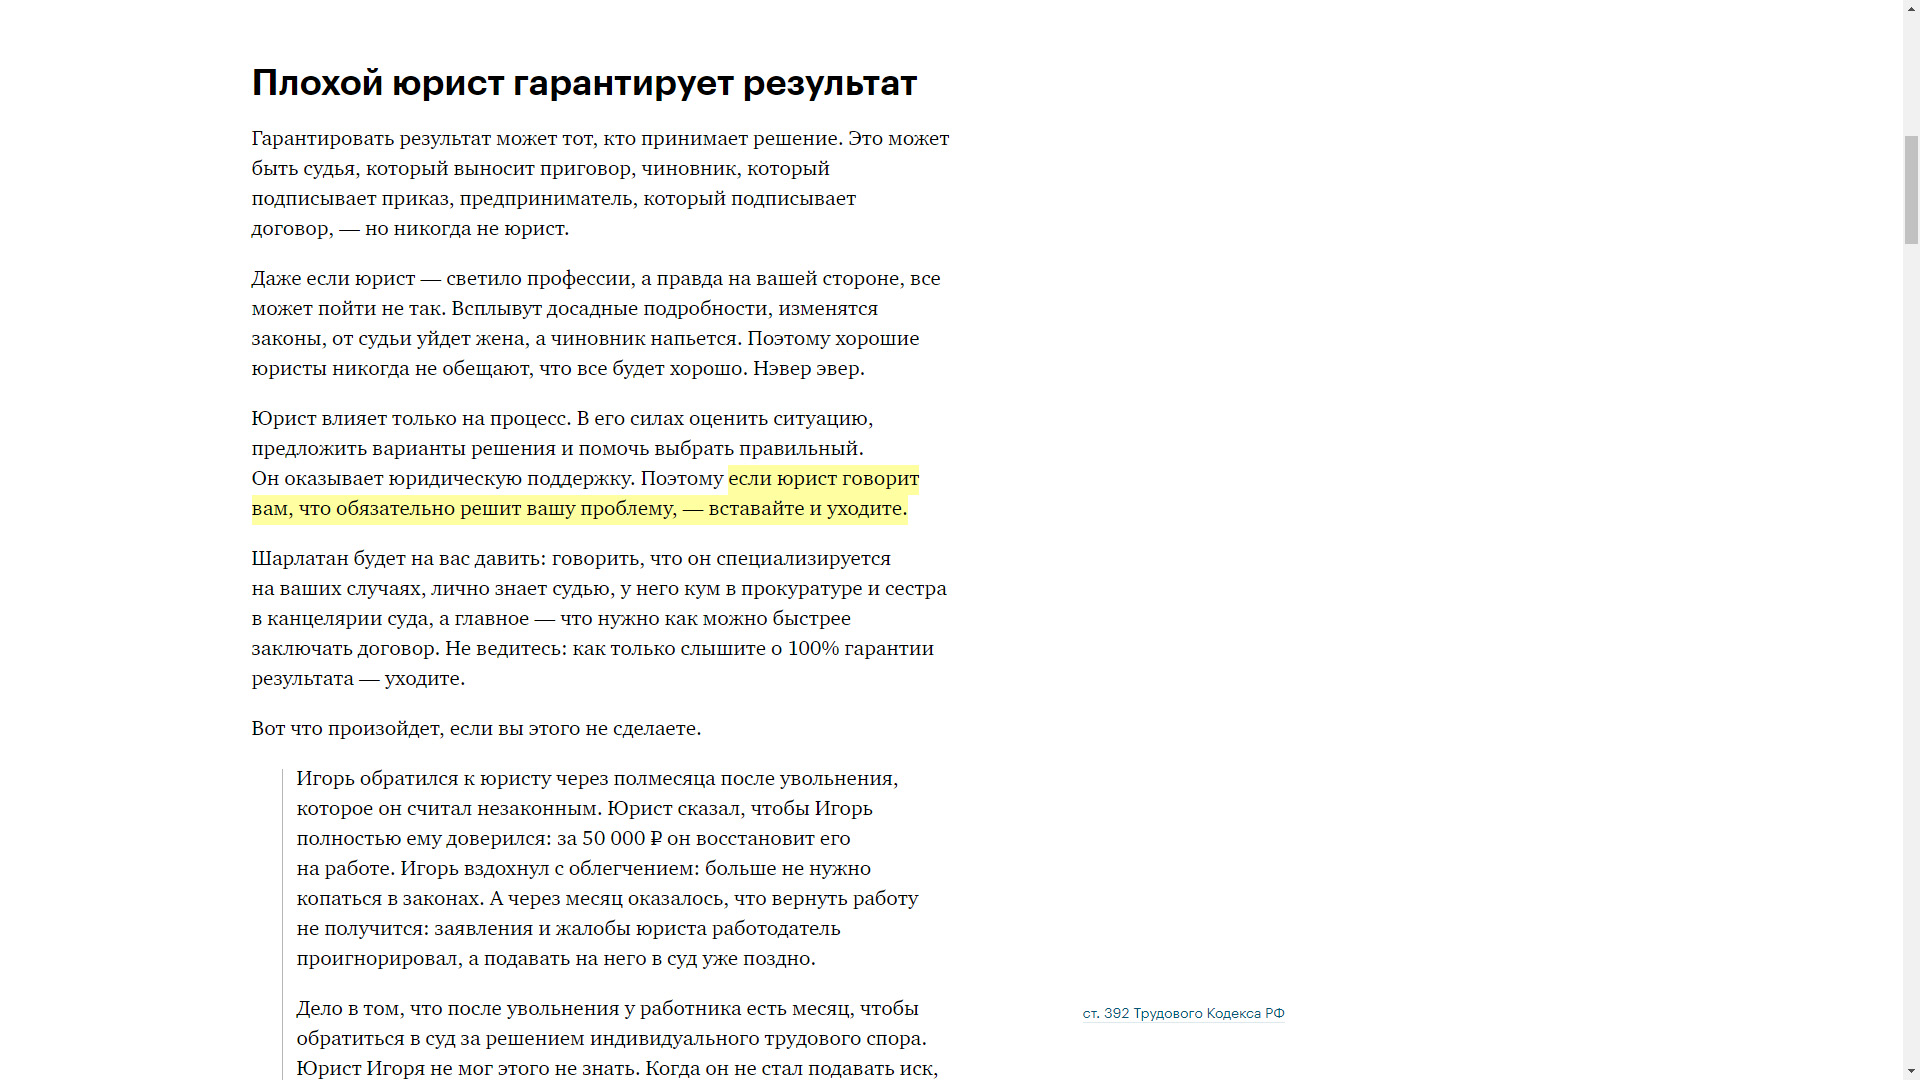 Плохой юрист гарантирует результат
Гарантировать результат может тот, кто принимает решение. Это может
быть судья, который выносит приговор, чиновник, который
подписывает приказ, предприниматель, который подписывает
договор, — но никогда не юрист.
Даже если юрист — светило профессии, а правда на вашей стороне, все
может пойти не так. Всплывут досадные подробности, изменятся
законы, от судьи уйдет жена, а чиновник напьется. Поэтому хорошие
юристы никогда не обещают, что все будет хорошо. Нэвер эвер.
Юрист влияет только на процесс. В его силах оценить ситуацию,
предложить варианты решения и помочь выбрать правильный.
Он оказывает юридическую поддержку. Поэтому если юрист говорит
вам, что обязательно решит вашу проблему, — вставайте и уходите.
Шарлатан будет на вас давить: говорить, что он специализируется
на ваших случаях, лично знает судью, у него кум в прокуратуре и сестра
в канцелярии суда, а главное — что нужно как можно быстрее
заключать договор. Не ведитесь: как только слышите о 100% гарантии
результата — уходите.
Вот что произойдет, если вы этого не сделаете.
Игорь обратился к юристу через полмесяца после увольнения,
которое он считал незаконным. Юрист сказал, чтобы Игорь
полностью ему доверился: за 50 000 ₽ он восстановит его
на работе. Игорь вздохнул с облегчением: больше не нужно
копаться в законах. А через месяц оказалось, что вернуть работу
не получится: заявления и жалобы юриста работодатель
проигнорировал, а подавать на него в суд уже поздно.
Дело в том, что после увольнения у работника есть месяц, чтобы
обратиться в суд за решением индивидуального трудового спора.
Юрист Игоря не мог этого не знать. Когда он не стал подавать иск,
ст. 392 Трудового Кодекса РФ